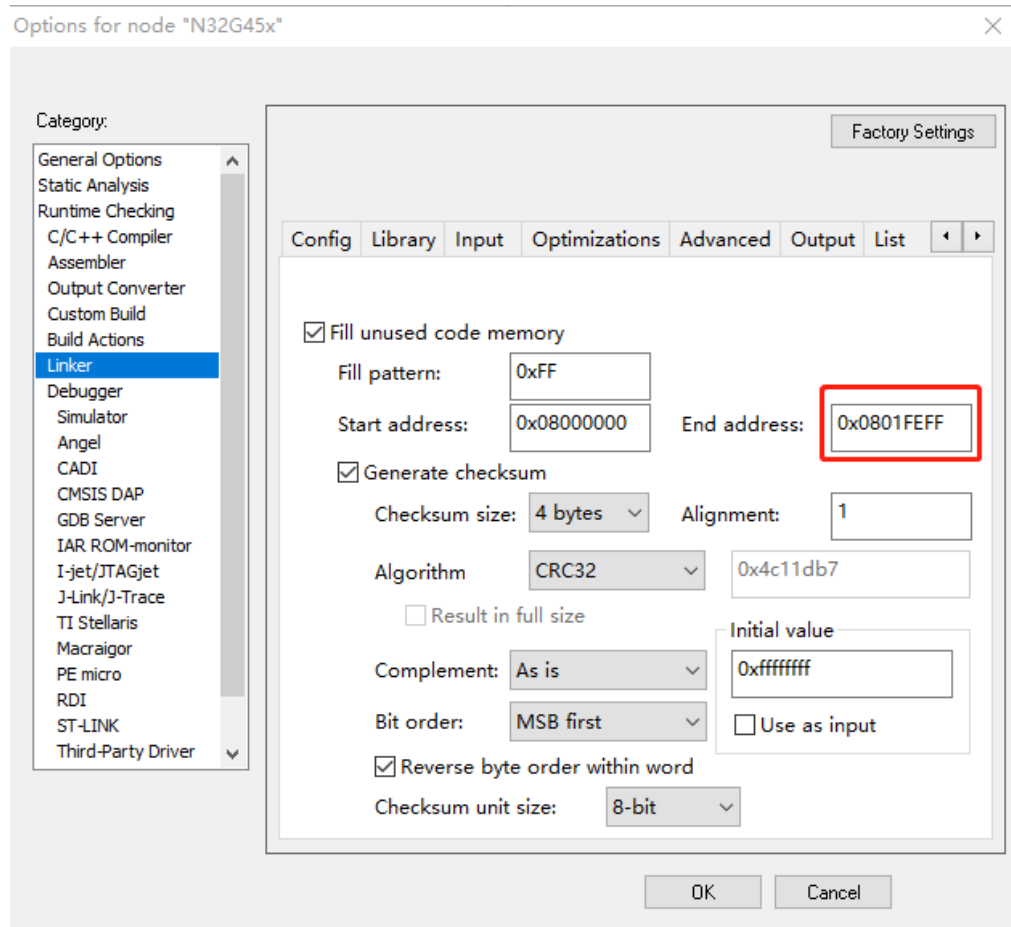 Options for node "N32G45x"
Category:
Factory Settings
General Options
Static Analysis
Runtime Checking
C/C++ Compiler
Assembler
Output Converter
Custom Build
Build Actions
Linker
Debugger
Simulator
Angel
CADI
CMSIS DAP
GDB Server
IAR ROM-monitor
I-jet/JTAGjet
J-Link/J-Trace
TI Stellaris
Macraigor
PE micro
RDI
ST-LINK
Third-Party Driver
Config Library Input Optimizations Advanced Output List
Fill unused code memory
Fill pattern: 0xFF
Start address: 0x08000000 End address: 0x0801FEFF
Generate checksum
Checksum size: 4 bytes Alignment: 1
Algorithm CRC32 0x4c11db7
Result in full size
Initial value
Complement: As is 0xffffffff
Bit order: MSB first Use as input
Reverse byte order within word
Checksum unit size: 8-bit
OK Cancel